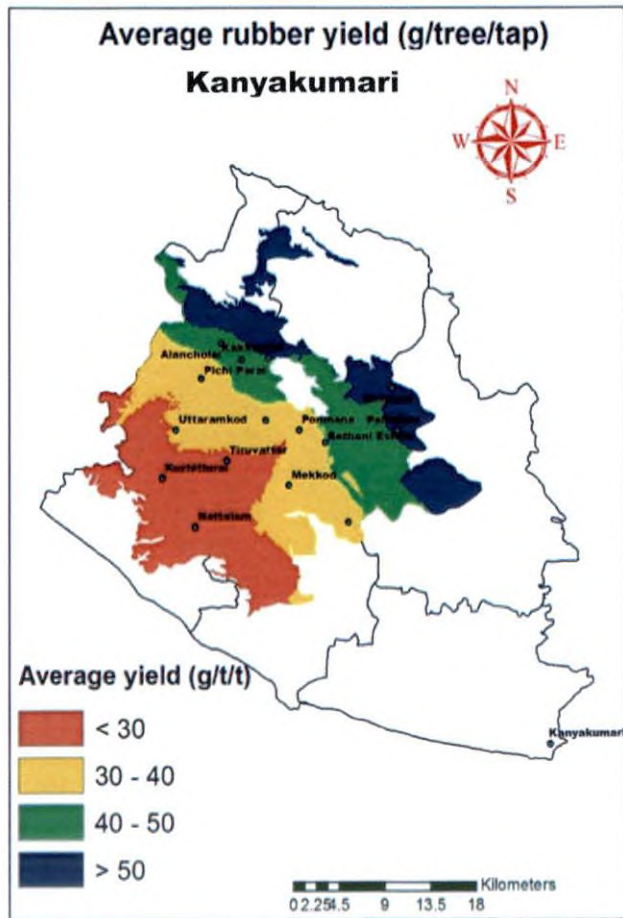 Average rubber yield (g/tree/tap)
Kanyakumari
N
W E
S
Alancholai
Pichi Parai
Uttaramkod
Ponmana
Bethani Estate
Tiruvattar
Mekkod
Nattalam
Average yield (g/t/t)
< 30
30 - 40
40 - 50
> 50
Kanyakumari
Kilometers
0 2.25 4.5 9 13.5 18